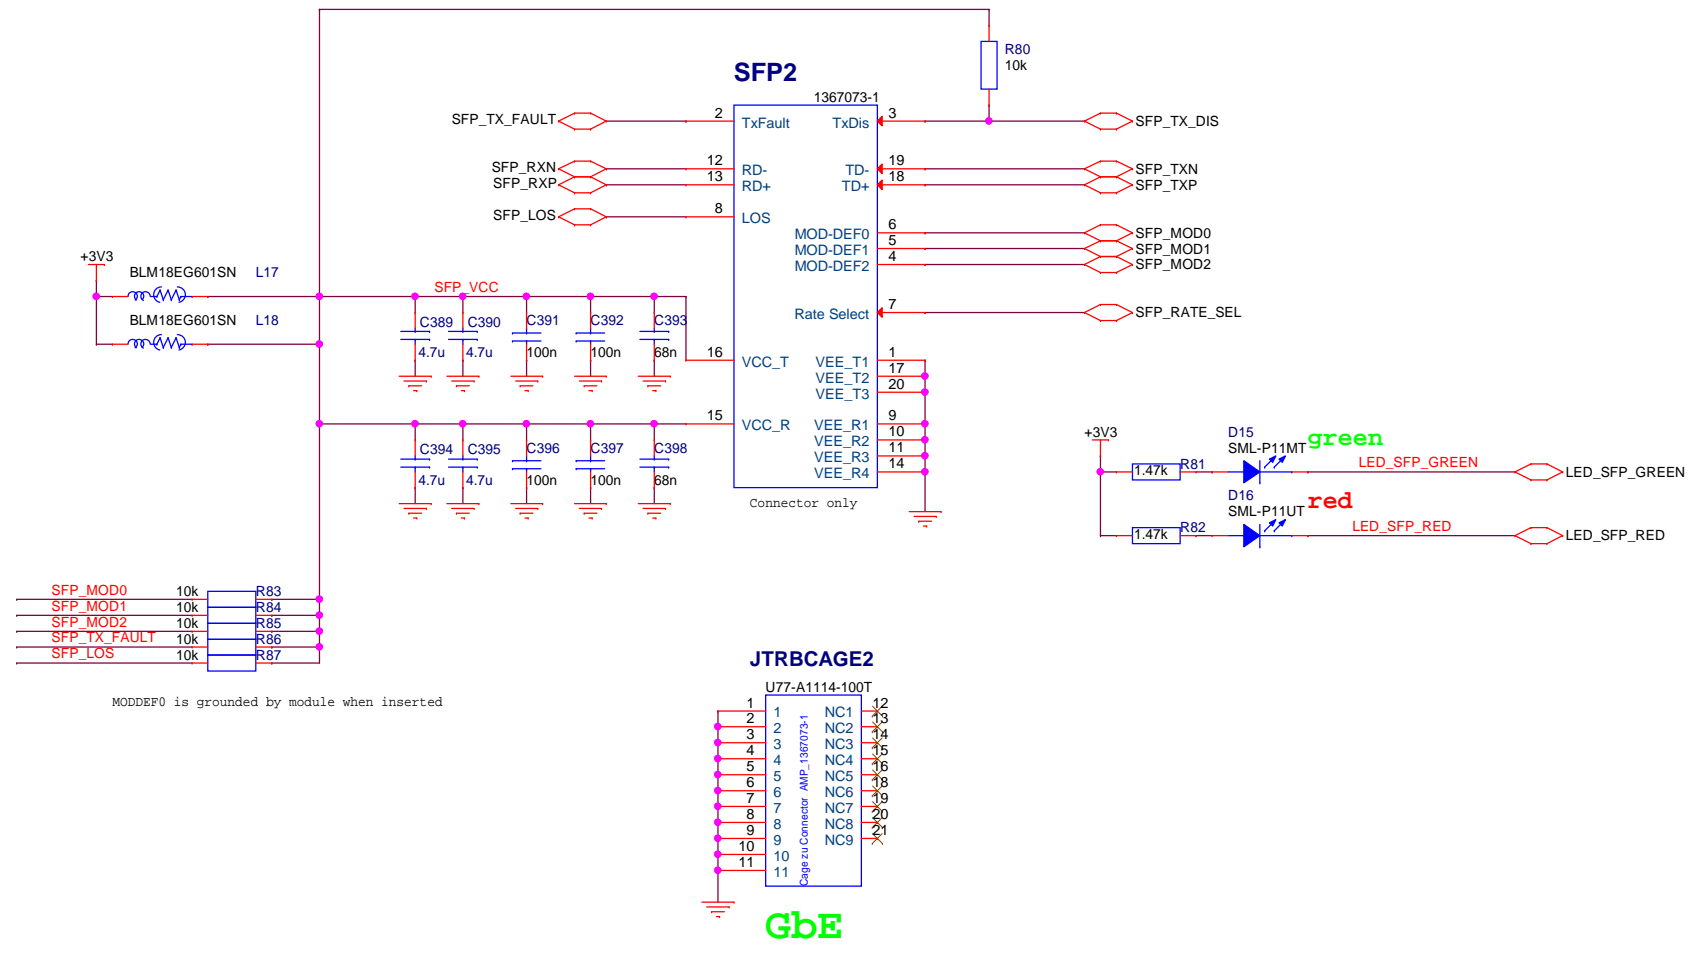 R80
10k
SFP2
1367073-1
SFP_TX_FAULT
2
TxFault
TxDis
3
SFP_TX_DIS
SFP_RXN
12
RD-
TD-
19
SFP_TXN
SFP_RXP
13
RD+
TD+
18
SFP_TXP
SFP_LOS
8
LOS
MOD-DEF0
6
SFP_MOD0
MOD-DEF1
5
SFP_MOD1
MOD-DEF2
4
SFP_MOD2
Rate Select
7
SFP_RATE_SEL
+3V3
BLM18EG601SN
L17
BLM18EG601SN
L18
SFP_VCC
C389
4.7u
C390
4.7u
C391
100n
C392
100n
C393
68n
16
VCC_T
VEE_T1
1
VEE_T2
17
VEE_T3
20
15
VCC_R
VEE_R1
9
VEE_R2
10
VEE_R3
11
VEE_R4
14
Connector only
C394
4.7u
C395
4.7u
C396
100n
C397
100n
C398
68n
+3V3
D15
SML-P11MT
green
1.47k
R81
LED_SFP_GREEN
LED_SFP_GREEN
D16
SML-P11UT
red
1.47k
R82
LED_SFP_RED
LED_SFP_RED
SFP_MOD0
10k
R83
SFP_MOD1
10k
R84
SFP_MOD2
10k
R85
SFP_TX_FAULT
10k
R86
SFP_LOS
10k
R87
MODDEF0 is grounded by module when inserted
JTRBCAGE2
U77-A1114-100T
1
1
NC1
12
2
2
NC2
13
3
3
NC3
14
4
4
NC4
15
5
5
NC5
16
6
6
NC6
18
7
7
NC7
19
8
8
NC8
20
9
9
NC9
21
10
10
11
11
Cage zu Connector AMP_1367073-1
GbE